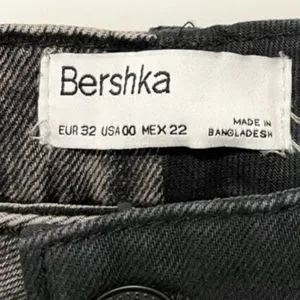 Bershka
EUR 32 USA 00 MEX 22
MADE IN
BANGLADESH